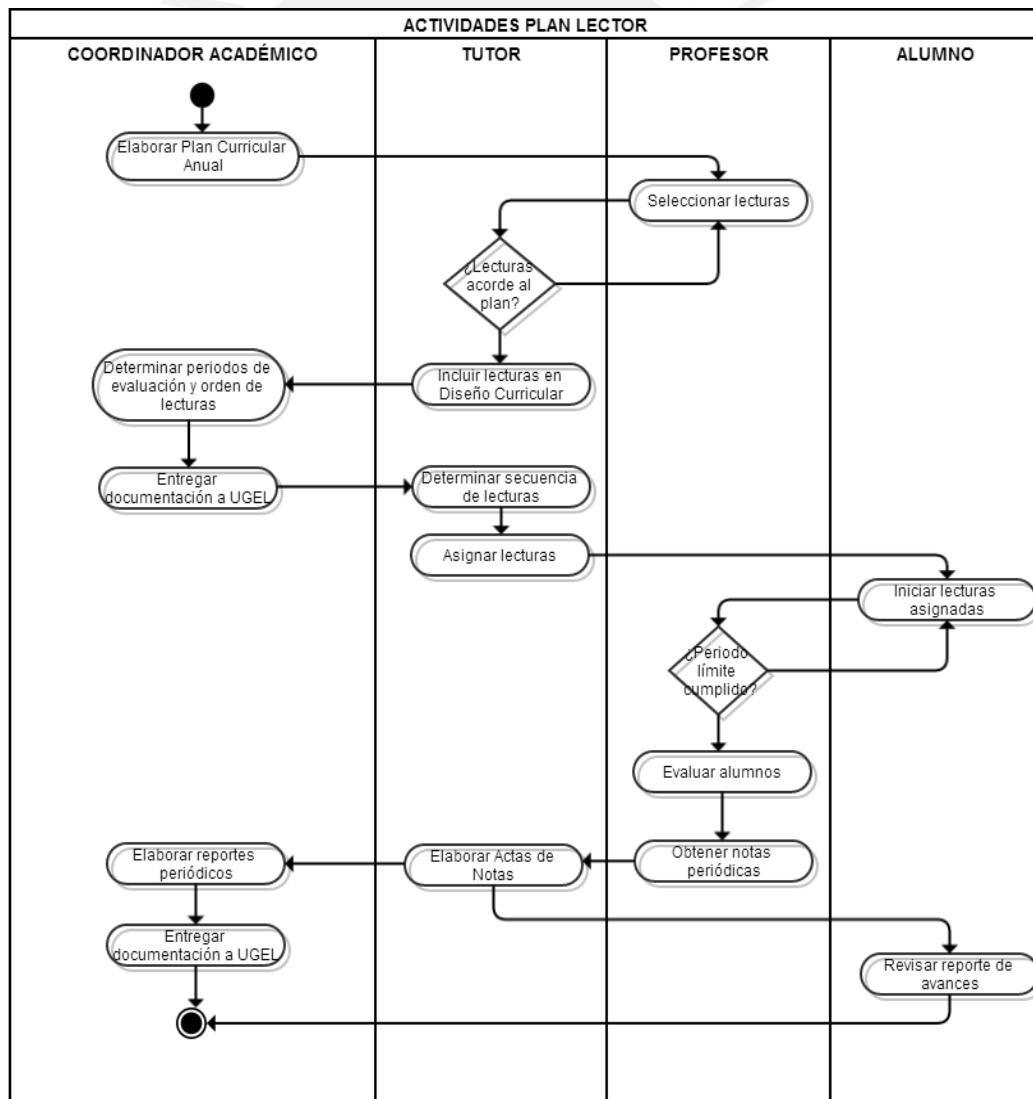 ACTIVIDADES PLAN LECTOR
COORDINADOR ACADÉMICO
TUTOR
PROFESOR
ALUMNO
Elaborar Plan Curricular
Anual
Seleccionar lecturas
¿Lecturas
acorde al
plan?
Determinar periodos de
evaluación y orden de
lecturas
Incluir lecturas en
Diseño Curricular
Entregar
documentación a UGEL
Determinar secuencia
de lecturas
Asignar lecturas
Iniciar lecturas
asignadas
¿Periodo
límite
cumplido?
Evaluar alumnos
Obtener notas
periódicas
Elaborar Actas de
Notas
Elaborar reportes
periódicos
Entregar
documentación a UGEL
Revisar reporte de
avances